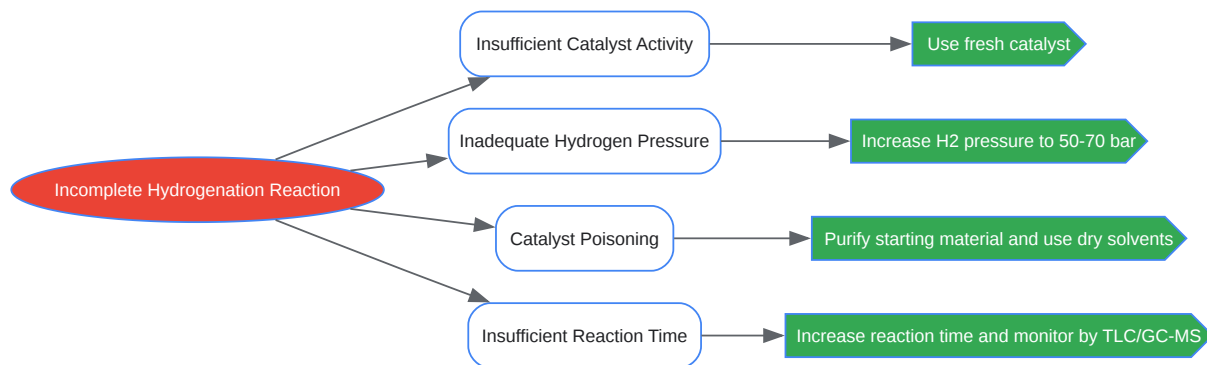 Insufficient Catalyst Activity
Use fresh catalyst
Inadequate Hydrogen Pressure
Increase H2 pressure to 50-70 bar
Incomplete Hydrogenation Reaction
Catalyst Poisoning
Purify starting material and use dry solvents
Insufficient Reaction Time
Increase reaction time and monitor by TLC/GC-MS